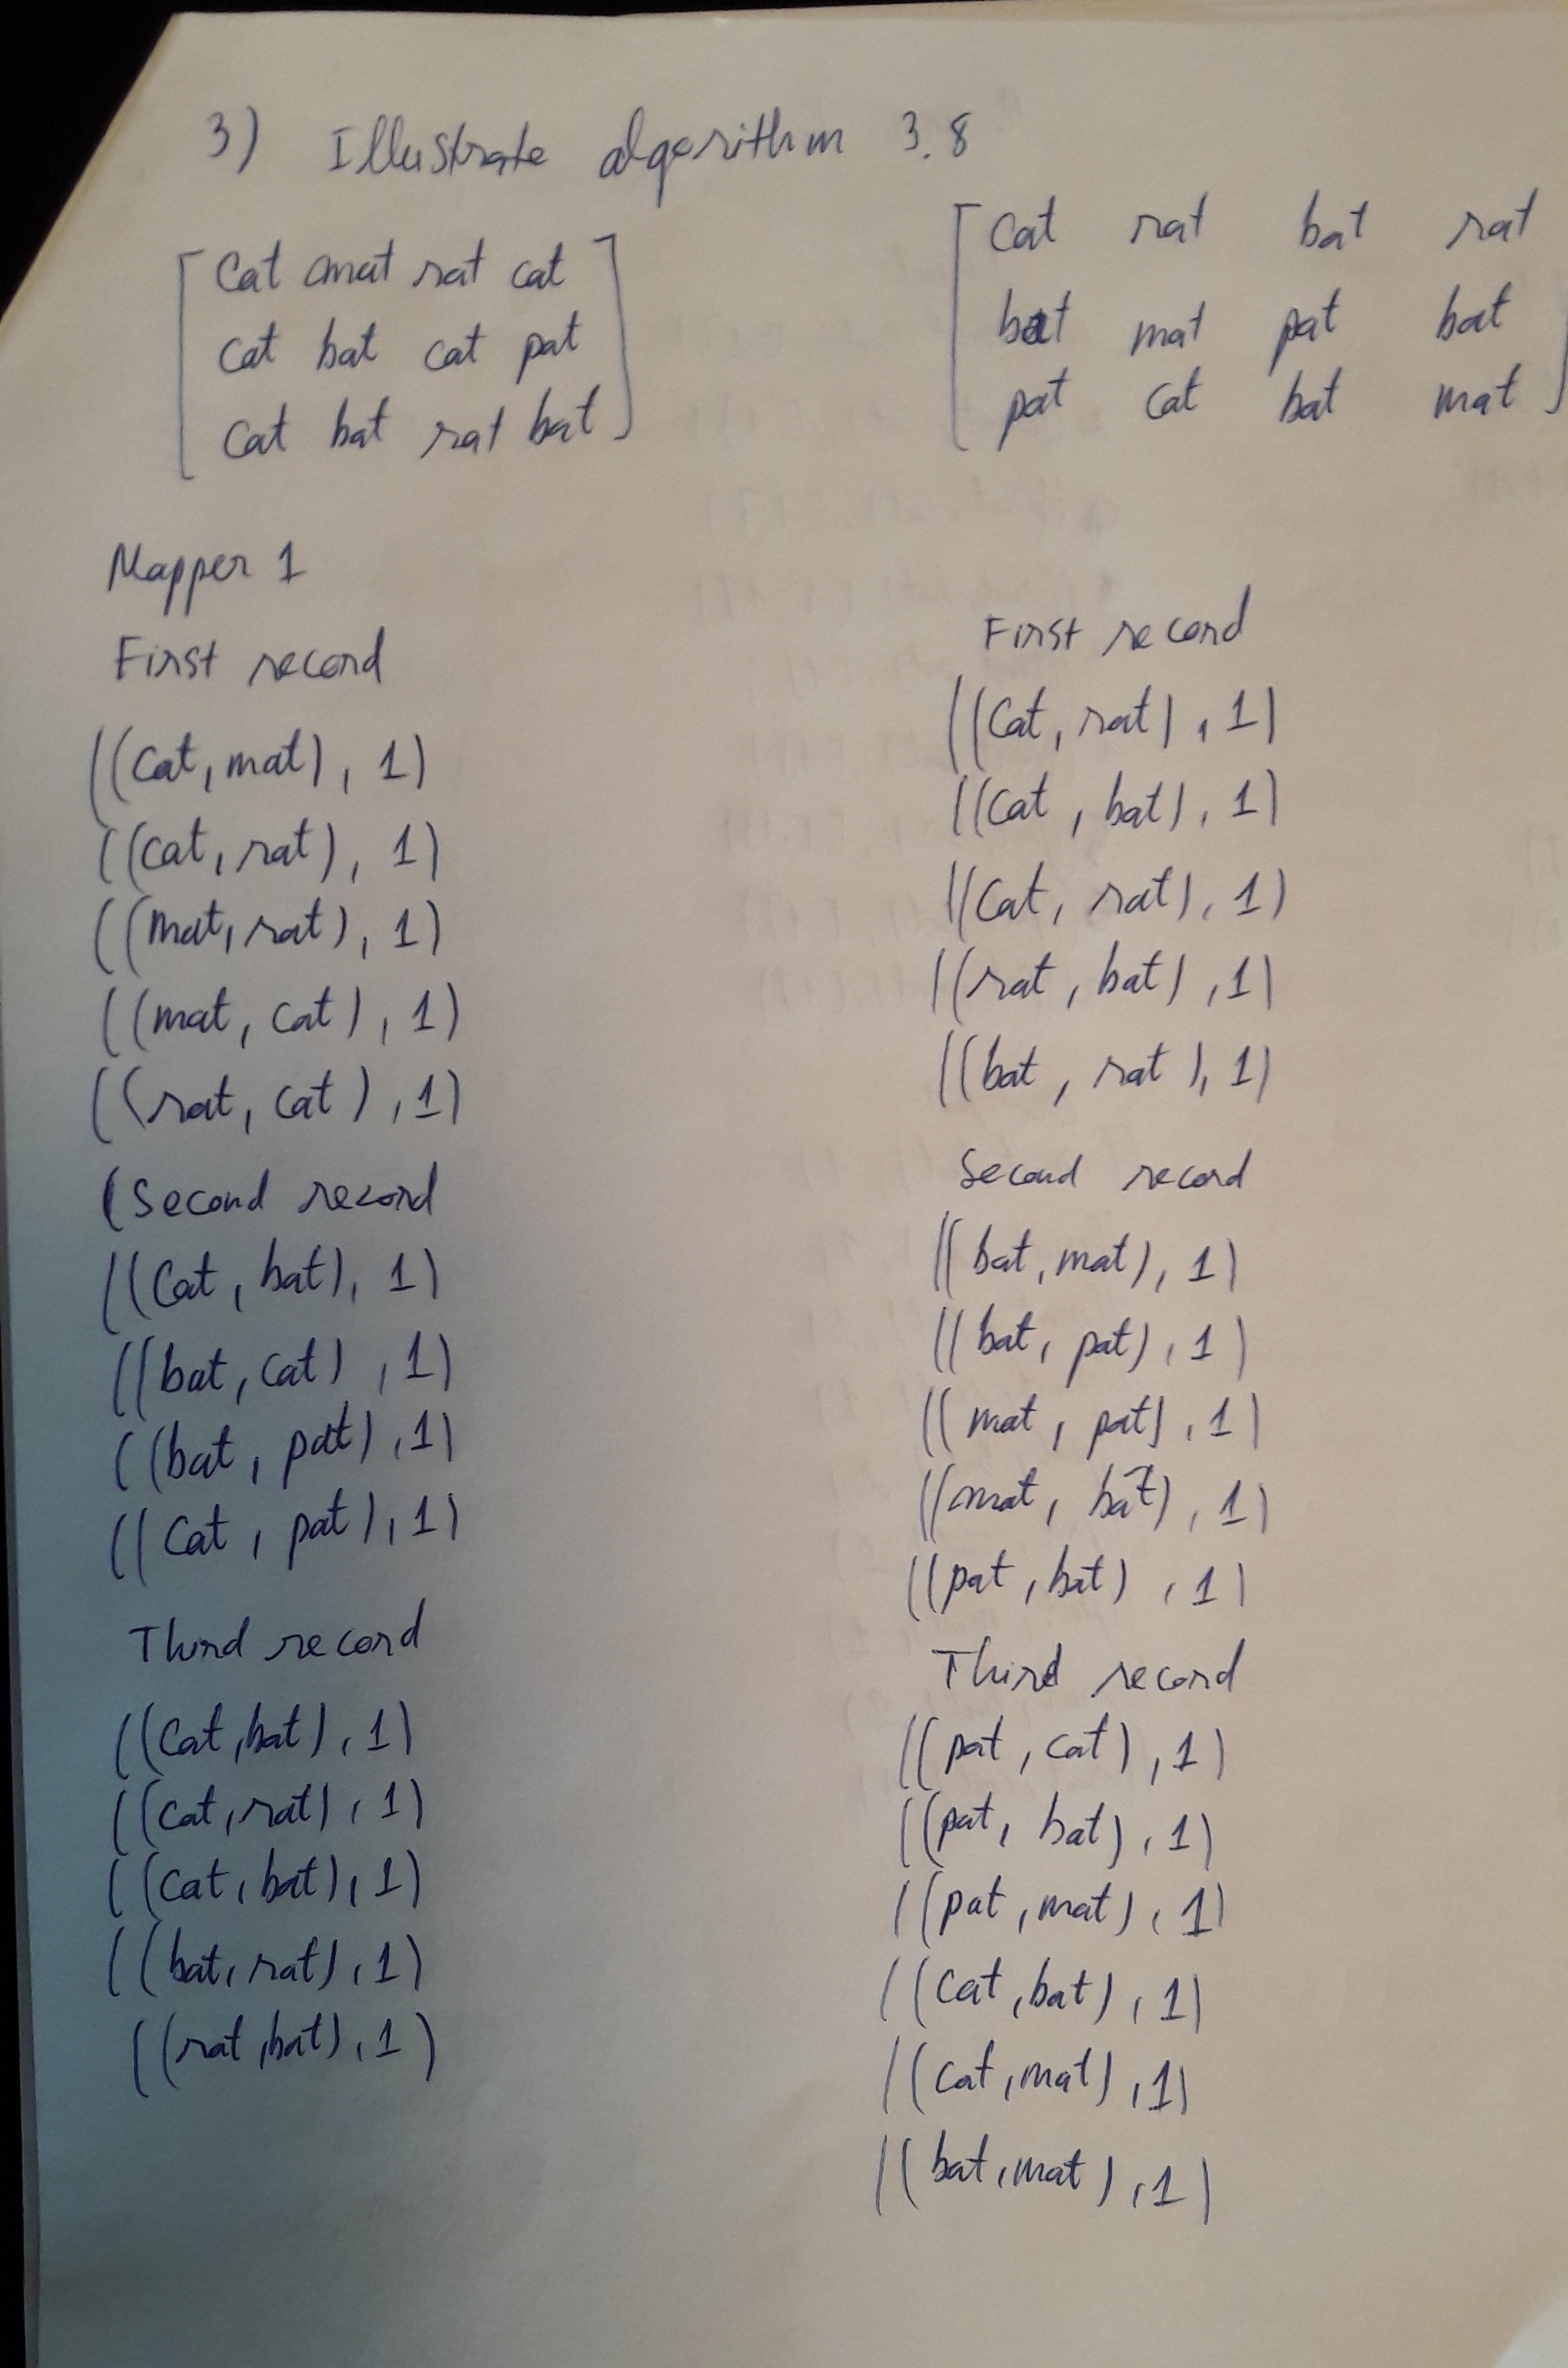 3) Illustrate algorithm 3.8
cat mat rat cat
cat bat cat pat
cat bat rat bat
cat rat bat rat
bat mat pat bat
pat cat bat mat
Mapper 1
First record
((cat, mat), 1)
((cat, rat), 1)
((mat, rat), 1)
((mat, cat), 1)
((rat, cat), 1)
(Second record
((cat, bat), 1)
((bat, cat), 1)
((bat, pat), 1)
((cat, pat), 1)
Third record
((cat, bat), 1)
((cat, rat), 1)
((cat, bat), 1)
((bat, rat), 1)
((rat, bat), 1)
First record
((cat, rat), 1)
((cat, bat), 1)
((cat, rat), 1)
((rat, bat), 1)
((bat, rat), 1)
Second record
((bat, mat), 1)
((bat, pat), 1)
((mat, pat), 1)
((mat, bat), 1)
((pat, bat), 1)
Third record
((pat, cat), 1)
((pat, bat), 1)
((pat, mat), 1)
((cat, bat), 1)
((cat, mat), 1)
((bat, mat), 1)